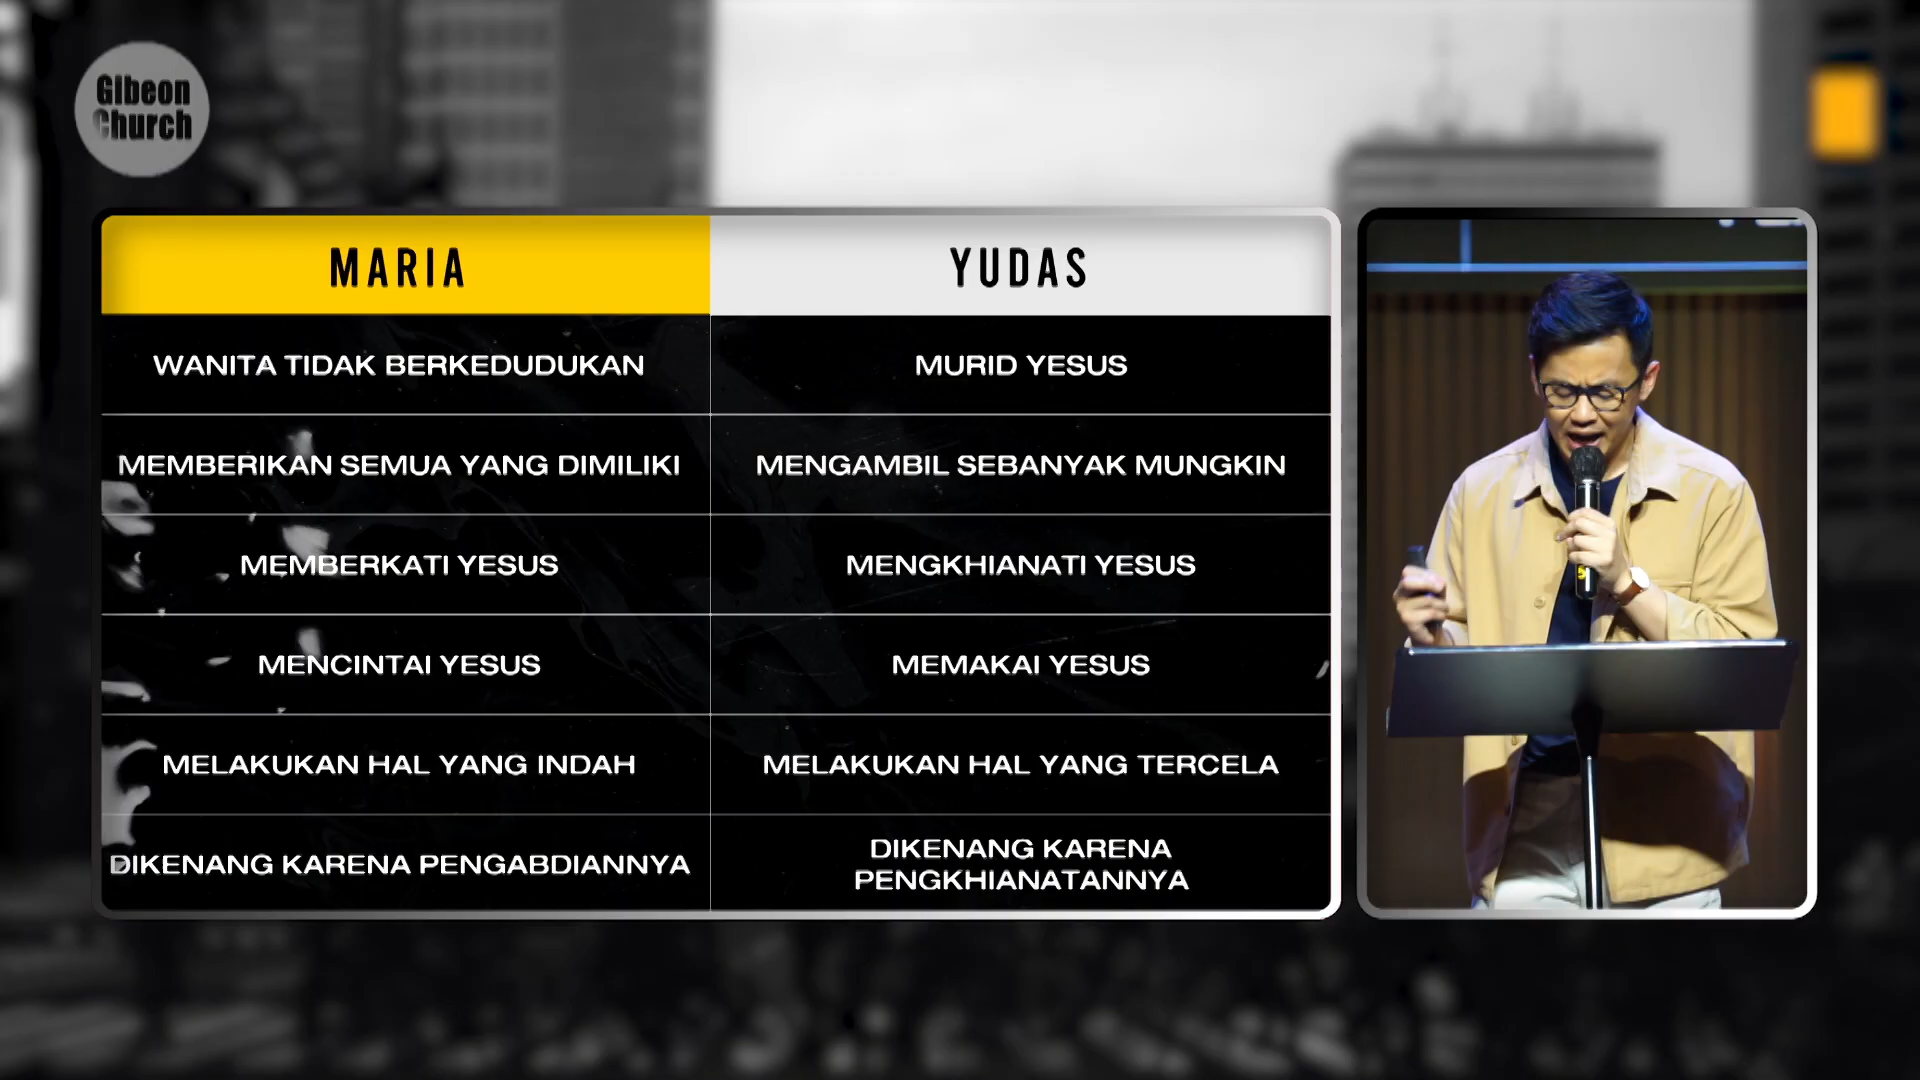 Gibeon
Church
MARIA
YUDAS
WANITA TIDAK BERKEDUDUKAN
MURID YESUS
MEMBERIKAN SEMUA YANG DIMILIKI
MENGAMBIL SEBANYAK MUNGKIN
MEMBERKATI YESUS
MENGKHIANATI YESUS
MENCINTAI YESUS
MEMAKAI YESUS
MELAKUKAN HAL YANG INDAH
MELAKUKAN HAL YANG TERCELA
DIKENANG KARENA PENGABDIANNYA
DIKENANG KARENA
PENGKHIANATANNYA